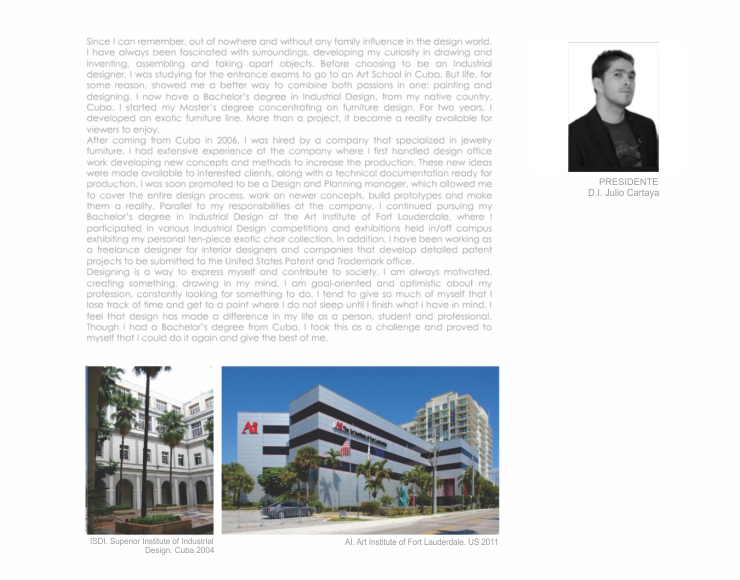 Since I can remember, out of nowhere and without any family influence in the design world,
I have always been fascinated with surroundings, developing my curiosity in drawing and
inventing, assembling and taking apart objects. Before choosing to be an Industrial
designer, I was studying for the entrance exams to go to an Art School in Cuba. But life, for
some reason, showed me a better way to combine both passions in one: painting and
designing. I now have a Bachelor's degree in Industrial Design, from my native country,
Cuba. I started my Master's degree concentrating on furniture design. For two years, I
developed an exotic furniture line. More than a project, it became a reality available for
viewers to enjoy.
After coming from Cuba in 2006, I was hired by a company that specialized in jewelry
furniture. I had extensive experience at the company where I first handled design office
work developing new concepts and methods to increase the production. These new ideas
were made available to interested clients, along with a technical documentation ready for
production. I was soon promoted to be a Design and Planning manager, which allowed me
to cover the entire design process, work on newer concepts, build prototypes and make
them a reality. Parallel to my responsibilities at the company, I continued pursuing my
Bachelor's degree in Industrial Design at the Art Institute of Fort Lauderdale, where I
participated in various Industrial Design competitions and exhibitions held in/off campus
exhibiting my personal ten-piece exotic chair collection. In addition, I have been working as
a freelance designer for interior designers and companies that develop detailed patent
projects to be submitted to the United States Patent and Trademark office.
Designing is a way to express myself and contribute to society. I am always motivated,
creating something, drawing in my mind. I am goal-oriented and optimistic about my
profession, constantly looking for something to do. I tend to give so much of myself that I
lose track of time and get to a point where I do not sleep until I finish what I have in mind. I
feel that design has made a difference in my life as a person, student and professional.
Though I had a Bachelor's degree from Cuba, I took this as a challenge and proved to
myself that I could do it again and give the best of me.
PRESIDENTE
D.I. Julio Cartaya
Ai
Ai The Art Institute of Fort Lauderdale
ISDI. Superior Institute of Industrial
Design. Cuba 2004
AI. Art Institute of Fort Lauderdale. US 2011